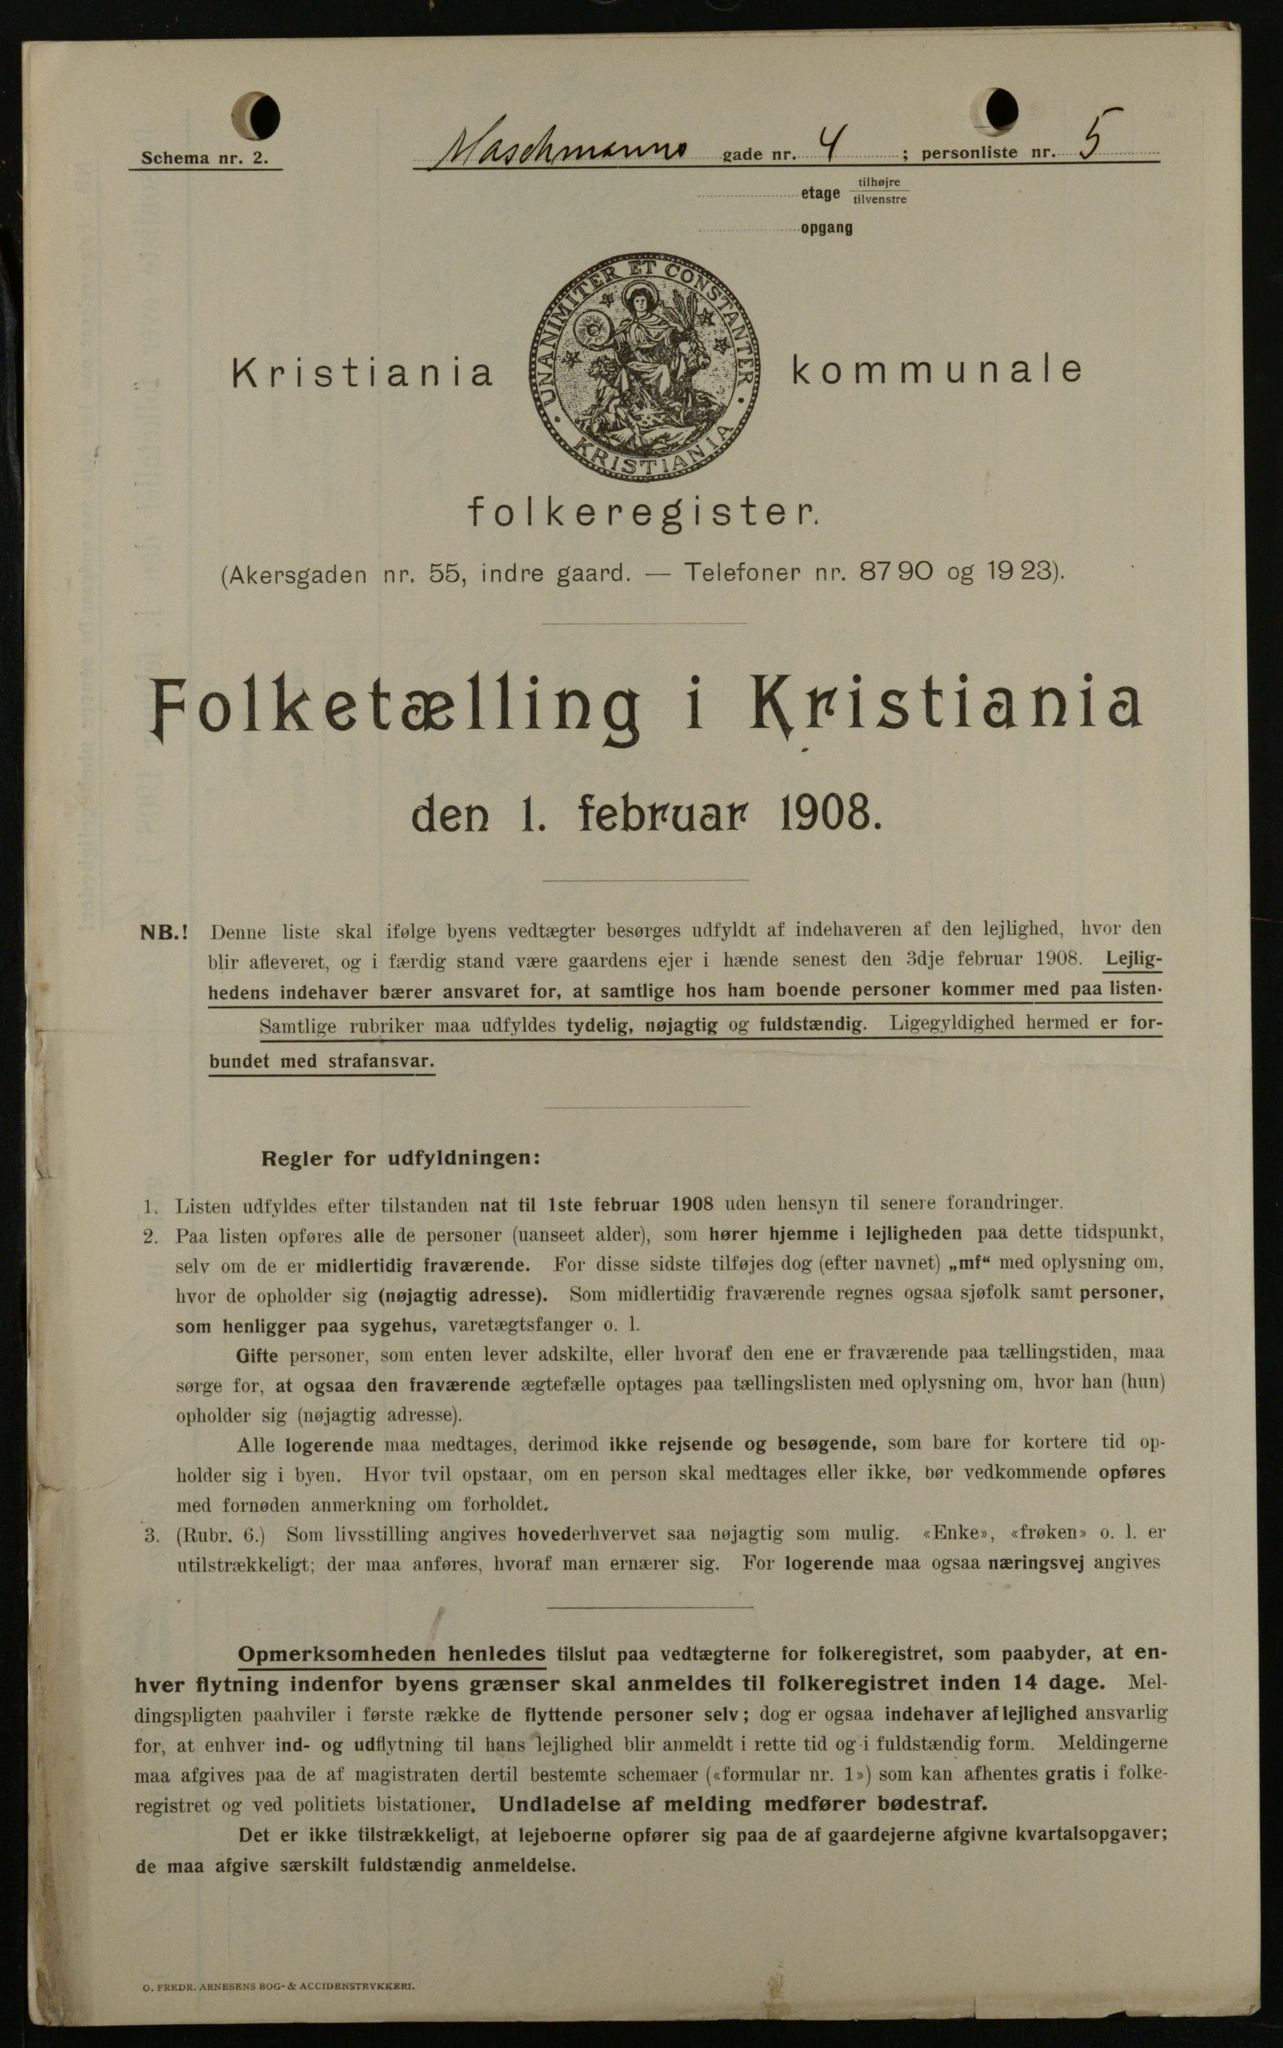 Schema nr. 2.
Maschmanns gade nr. 4 ; personliste nr. 5
etage tilhøjre
tilvenstre
opgang
UNANIMITER ET CONSTANTER
KRISTIANIA
Kristiania kommunale
folkeregister.
(Akersgaden nr. 55, indre gaard. — Telefoner nr. 87 90 og 19 23).
Folketælling i Kristiania
den 1. februar 1908.
NB.! Denne liste skal ifølge byens vedtægter besørges udfyldt af indehaveren af den lejlighed, hvor den
blir afleveret, og i færdig stand være gaardens ejer i hænde senest den 3dje februar 1908. Lejlig-
hedens indehaver bærer ansvaret for, at samtlige hos ham boende personer kommer med paa listen.
Samtlige rubriker maa udfyldes tydelig, nøjagtig og fuldstændig. Ligegyldighed hermed er for-
bundet med strafansvar.
Regler for udfyldningen:
1. Listen udfyldes efter tilstanden nat til 1ste februar 1908 uden hensyn til senere forandringer.
2. Paa listen opføres alle de personer (uanseet alder), som hører hjemme i lejligheden paa dette tidspunkt,
selv om de er midlertidig fraværende. For disse sidste tilføjes dog (efter navnet) „mf“ med oplysning om,
hvor de opholder sig (nøjagtig adresse). Som midlertidig fraværende regnes ogsaa sjøfolk samt personer,
som henligger paa sygehus, varetægtsfanger o. l.
Gifte personer, som enten lever adskilte, eller hvoraf den ene er fraværende paa tællingstiden, maa
sørge for, at ogsaa den fraværende ægtefælle optages paa tællingslisten med oplysning om, hvor han (hun)
opholder sig (nøjagtig adresse).
Alle logerende maa medtages, derimod ikke rejsende og besøgende, som bare for kortere tid op-
holder sig i byen. Hvor tvil opstaar, om en person skal medtages eller ikke, bør vedkommende opføres
med fornøden anmerkning om forholdet.
3. (Rubr. 6.) Som livsstilling angives hovederhvervet saa nøjagtig som mulig. «Enke», «frøken» o. l. er
utilstrækkeligt; der maa anføres, hvoraf man ernærer sig. For logerende maa ogsaa næringsvej angives
Opmerksomheden henledes tilslut paa vedtægterne for folkeregistret, som paabyder, at en-
hver flytning indenfor byens grænser skal anmeldes til folkeregistret inden 14 dage. Mel-
dingspligten paahviler i første række de flyttende personer selv; dog er ogsaa indehaver af lejlighed ansvarlig
for, at enhver ind- og udflytning til hans lejlighed blir anmeldt i rette tid og i fuldstændig form. Meldingerne
maa afgives paa de af magistraten dertil bestemte schemaer («formular nr. 1») som kan afhentes gratis i folke-
registret og ved politiets bistationer. Undladelse af melding medfører bødestraf.
Det er ikke tilstrækkeligt, at lejeboerne opfører sig paa de af gaardejerne afgivne kvartalsopgaver;
de maa afgive særskilt fuldstændig anmeldelse.
O. FREDR. ARNESENS BOG- & ACCIDENSTRYKKERI.